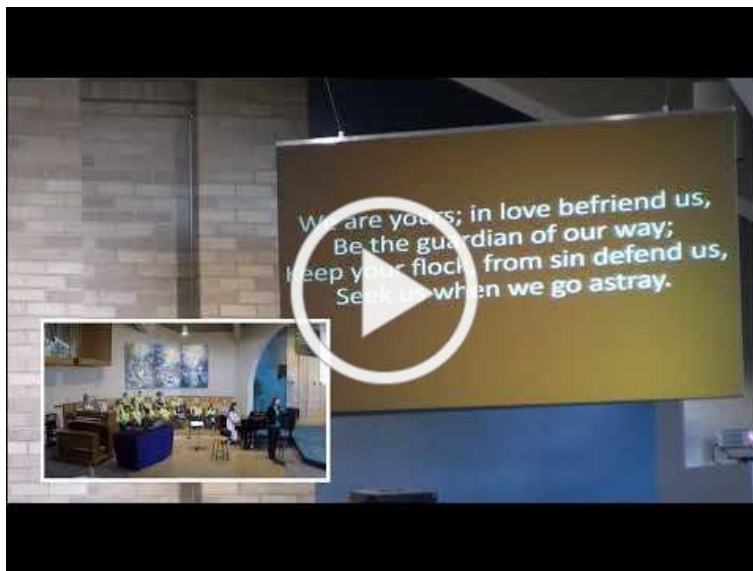 We are yours; in love befriend us,
Be the guardian of our way;
Keep your flock, from sin defend us,
Seek us when we go astray.